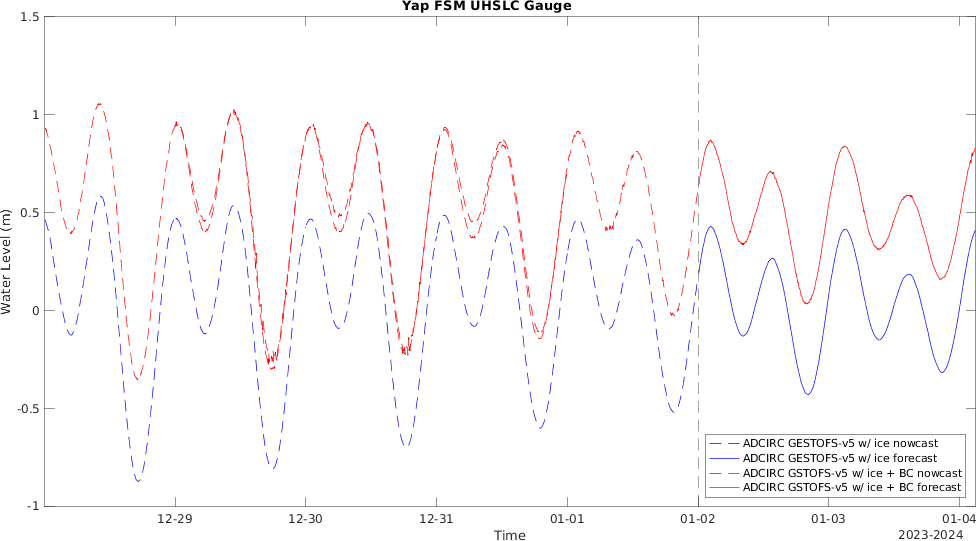 Yap FSM UHSLC Gauge
1.5
1
0.5
0
-0.5
-1
Water Level (m)
12-29
12-30
12-31
01-01
01-02
01-03
01-04
Time
2023-2024
ADCIRC GESTOFS-v5 w/ ice nowcast
ADCIRC GESTOFS-v5 w/ ice forecast
ADCIRC GSTOFS-v5 w/ ice + BC nowcast
ADCIRC GSTOFS-v5 w/ ice + BC forecast